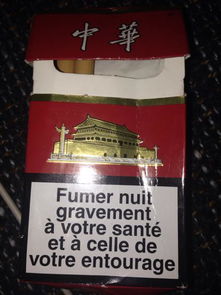 中華
Fumer nuit
gravement
à votre santé
et à celle de
votre entourage